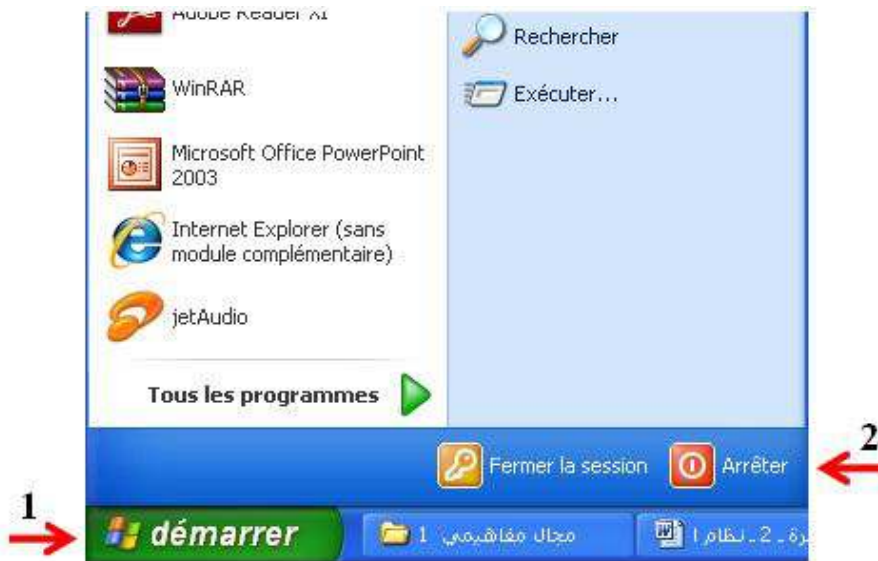 Adobe Reader XI
WinRAR
Microsoft Office PowerPoint
2003
Internet Explorer (sans
module complémentaire)
jetAudio
Tous les programmes
Rechercher
Exécuter...
Fermer la session
Arrêter
2
1
démarrer
مجال مفاهيمي 1
رة_2_نظام ا